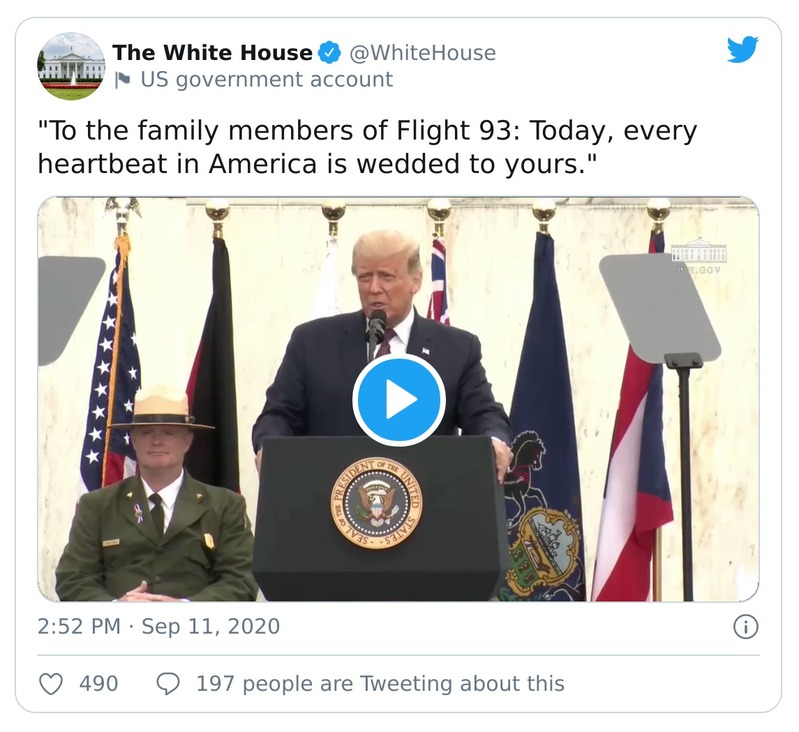 The White House @WhiteHouse
US government account
"To the family members of Flight 93: Today, every
heartbeat in America is wedded to yours."
SEAL OF THE PRESIDENT OF THE UNITED STATES
2:52 PM · Sep 11, 2020
490 197 people are Tweeting about this